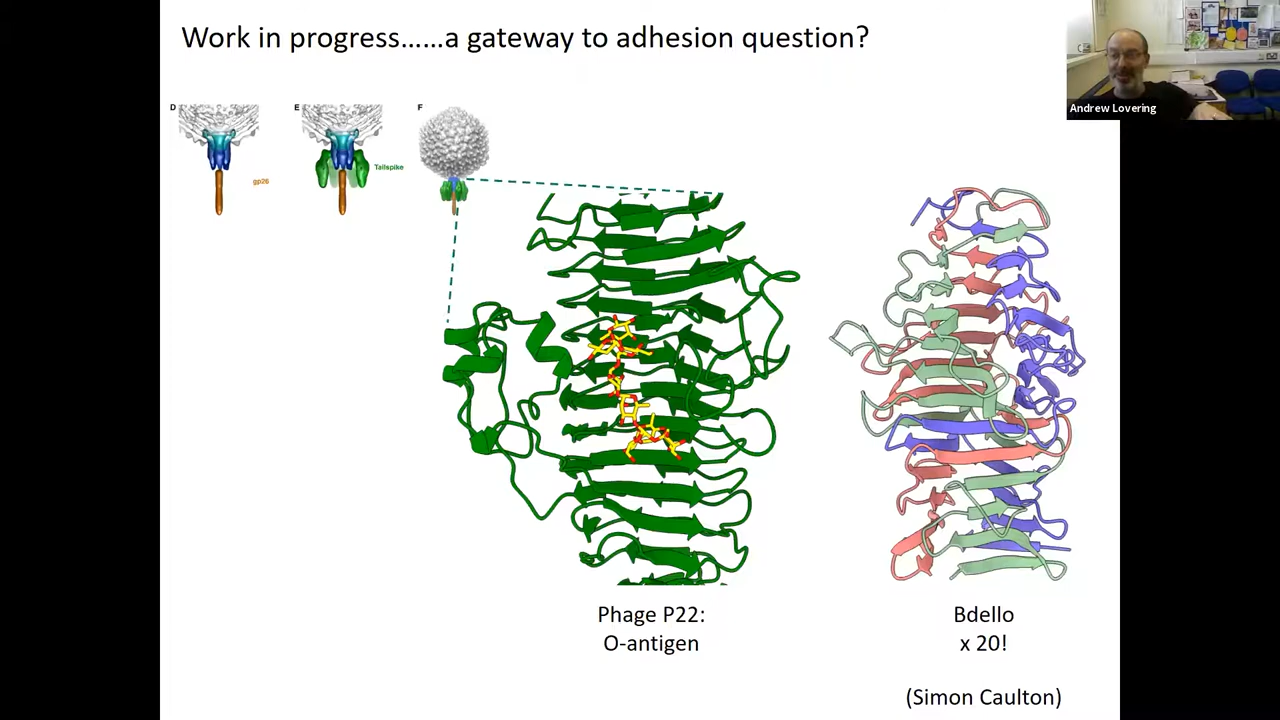 Work in progress......a gateway to adhesion question?
Andrew Lovering
D
E
F
Tailspike
gp26
Phage P22:
O-antigen
Bdello
x 20!
(Simon Caulton)